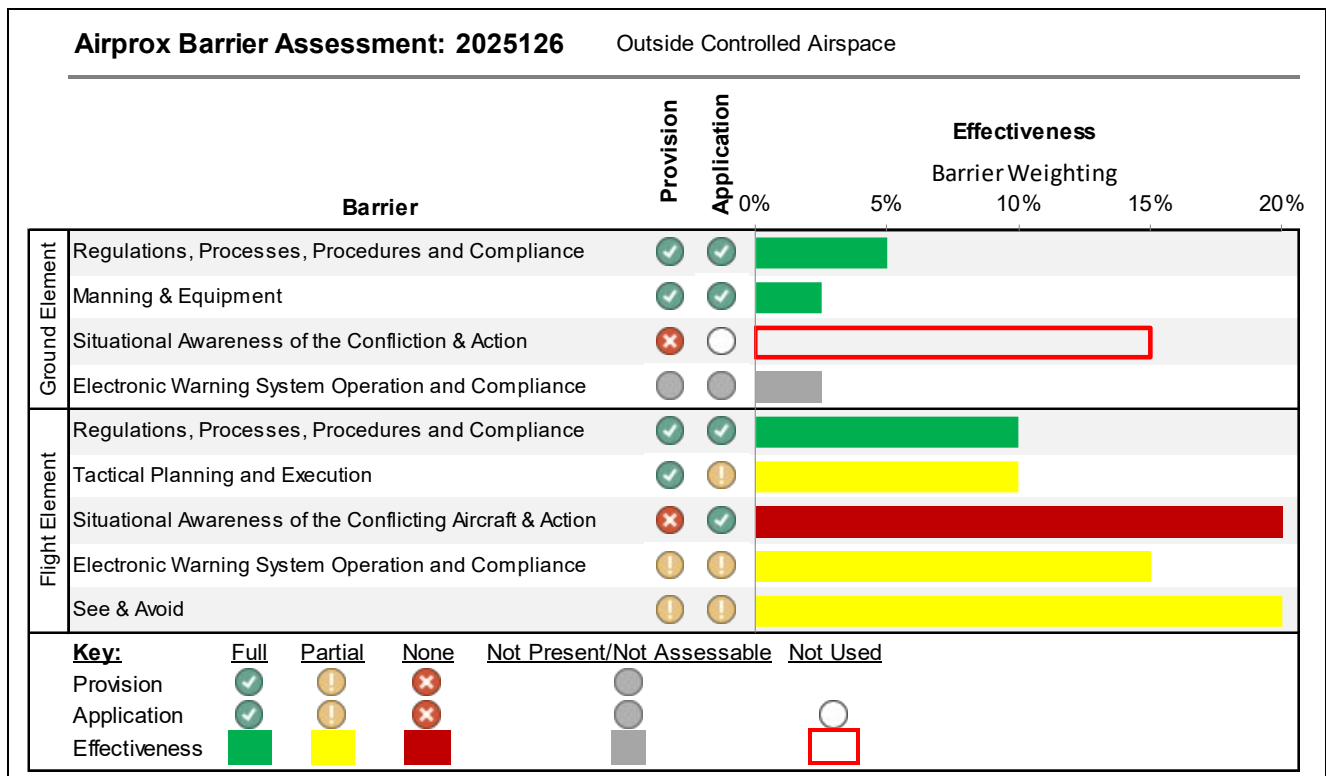 Airprox Barrier Assessment: 2025126 Outside Controlled Airspace
Barrier Provision Application Effectiveness
Barrier Weighting
0% 5% 10% 15% 20%
Ground Element
Regulations, Processes, Procedures and Compliance
Manning & Equipment
Situational Awareness of the Confliction & Action
Electronic Warning System Operation and Compliance
Flight Element
Regulations, Processes, Procedures and Compliance
Tactical Planning and Execution
Situational Awareness of the Conflicting Aircraft & Action
Electronic Warning System Operation and Compliance
See & Avoid
Key: Full Partial None Not Present/Not Assessable Not Used
Provision
Application
Effectiveness